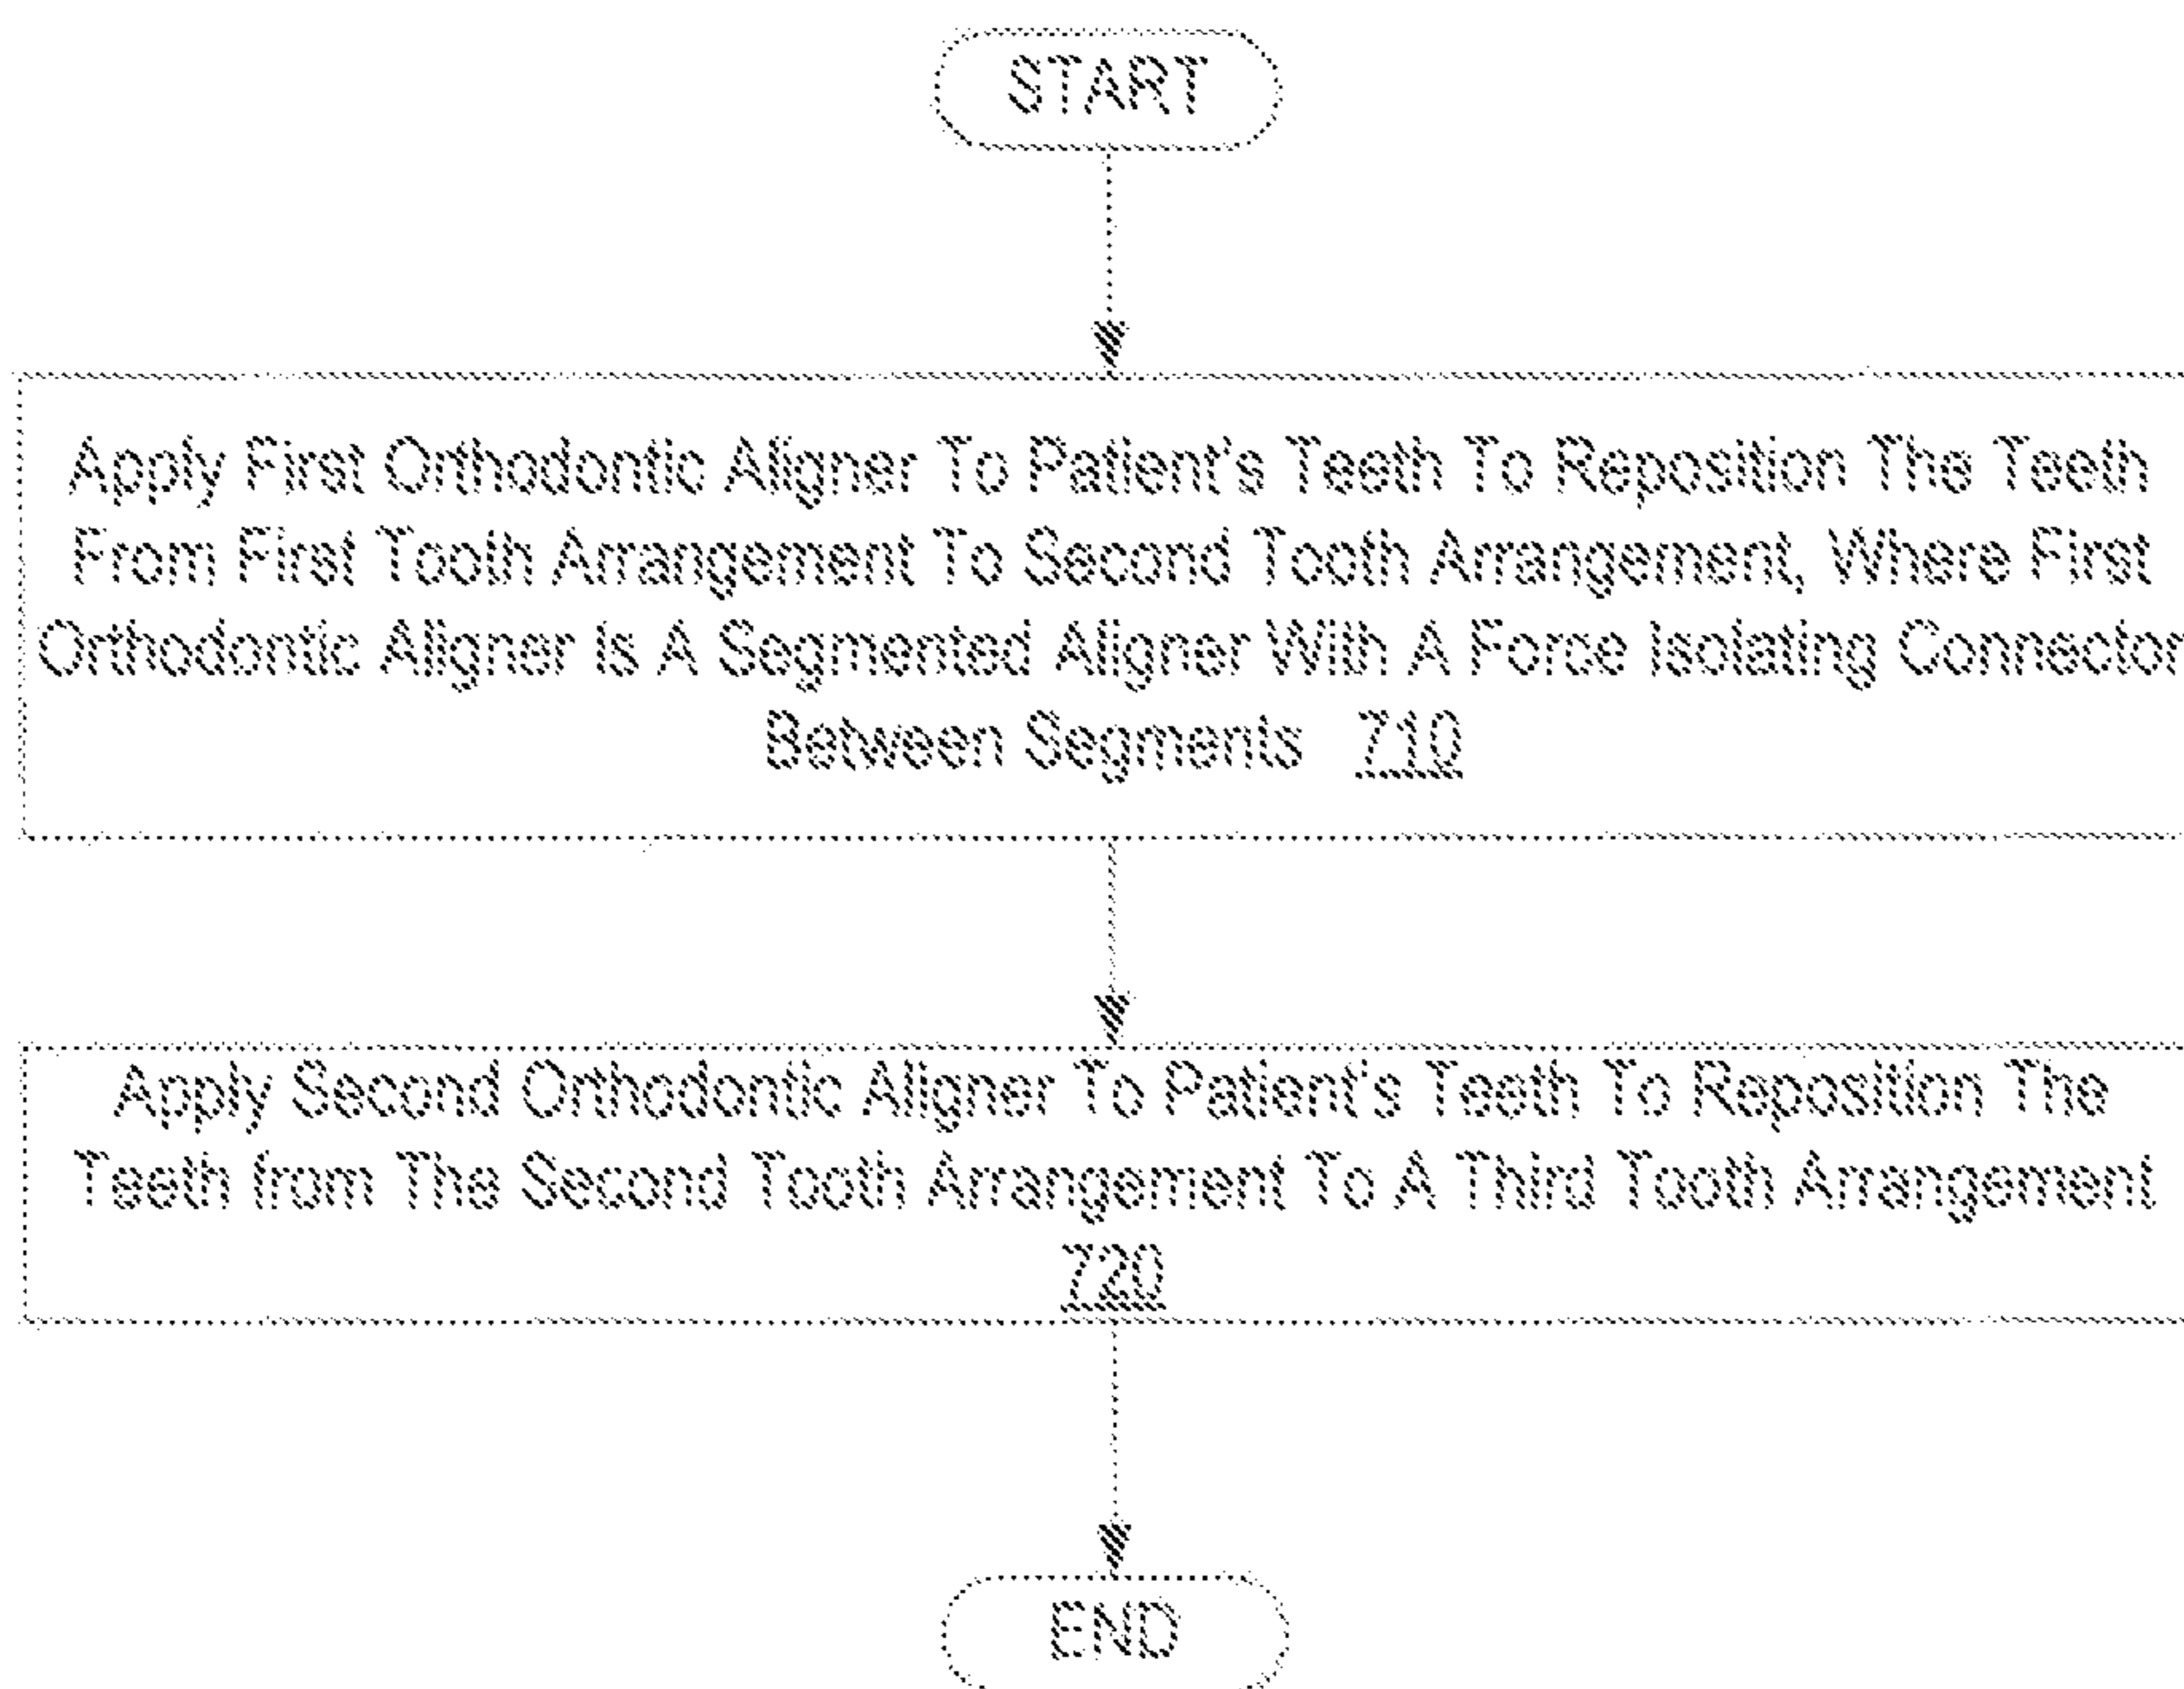 START
Apply First Orthodontic Aligner To Patient's Teeth To Reposition The Teeth
From First Tooth Arrangement To Second Tooth Arrangement, Where First
Orthodontic Aligner Is A Segmented Aligner With A Force Isolating Connector
Between Segments 710
Apply Second Orthodontic Aligner To Patient's Teeth To Reposition The
Teeth from The Second Tooth Arrangement To A Third Tooth Arrangement
720
END